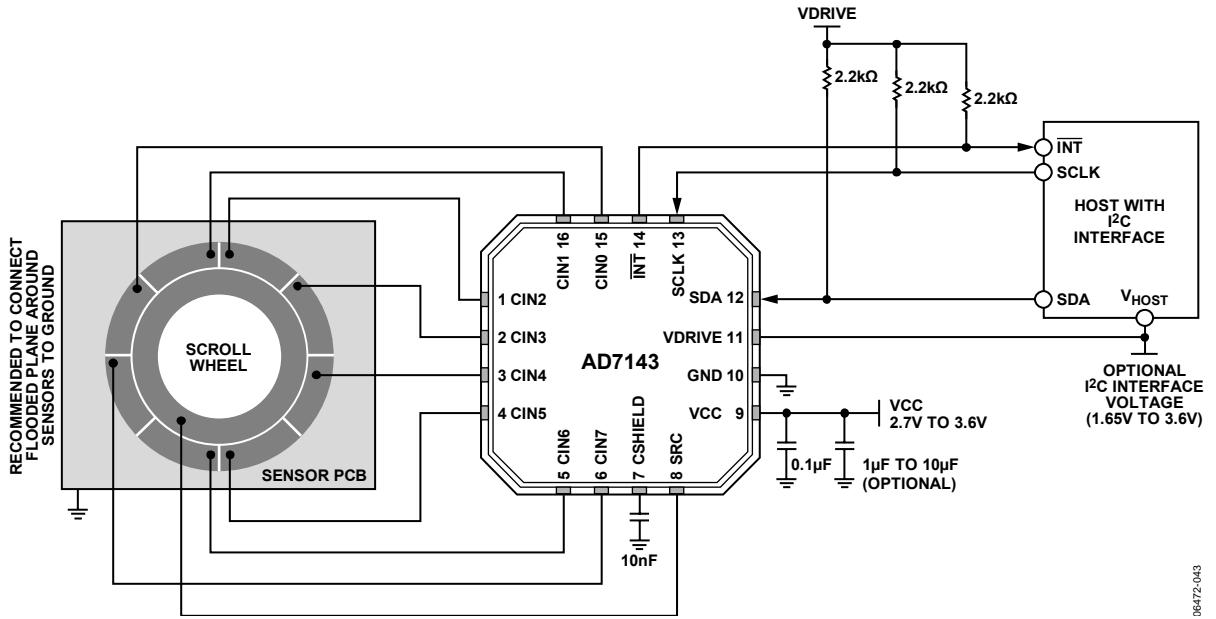 VDRIVE
2.2kΩ
2.2kΩ
2.2kΩ
INT
SCLK
HOST WITH
I²C
INTERFACE
SDA
VHOST
OPTIONAL
I²C INTERFACE
VOLTAGE
(1.65V TO 3.6V)
RECOMMENDED TO CONNECT
FLOODED PLANE AROUND
SENSORS TO GROUND
SCROLL
WHEEL
SENSOR PCB
CIN1 16
CIN0 15
INT 14
SCLK 13
1 CIN2
2 CIN3
3 CIN4
4 CIN5
AD7143
SDA 12
VDRIVE 11
GND 10
VCC 9
5 CIN6
6 CIN7
7 CSHIELD
8 SRC
10nF
0.1µF
1µF TO 10µF
(OPTIONAL)
VCC
2.7V TO 3.6V
06472-043